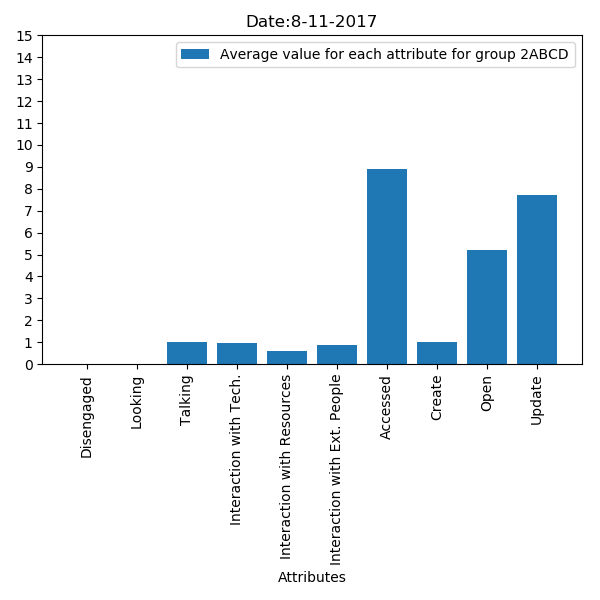 Date:8-11-2017
Average value for each attribute for group 2ABCD
15
14
13
12
11
10
9
8
7
6
5
4
3
2
1
0
Disengaged
Looking
Talking
Interaction with Tech.
Interaction with Resources
Interaction with Ext. People
Accessed
Create
Open
Update
Attributes